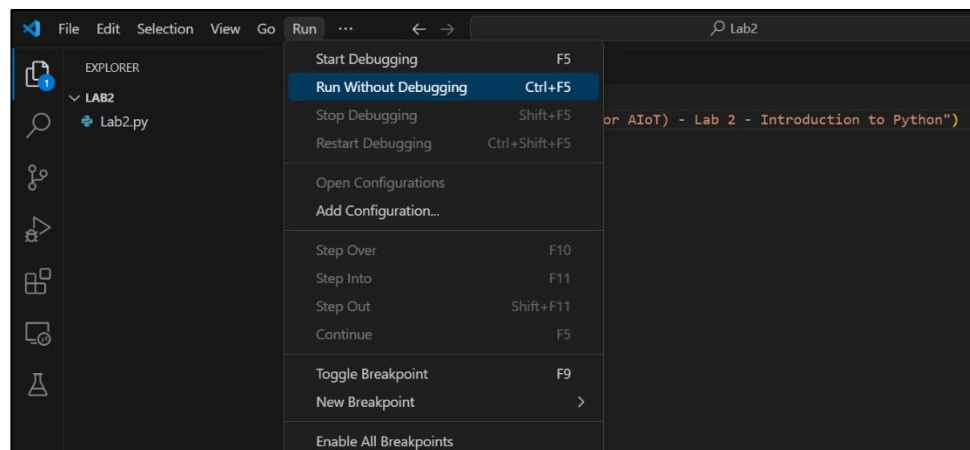 File Edit Selection View Go Run ··· ← → Lab2
EXPLORER
LAB2
Lab2.py
1
Start Debugging F5
Run Without Debugging Ctrl+F5
Stop Debugging Shift+F5
Restart Debugging Ctrl+Shift+F5
Open Configurations
Add Configuration...
Step Over F10
Step Into F11
Step Out Shift+F11
Continue F5
Toggle Breakpoint F9
New Breakpoint >
Enable All Breakpoints
or AIoT) - Lab 2 - Introduction to Python")